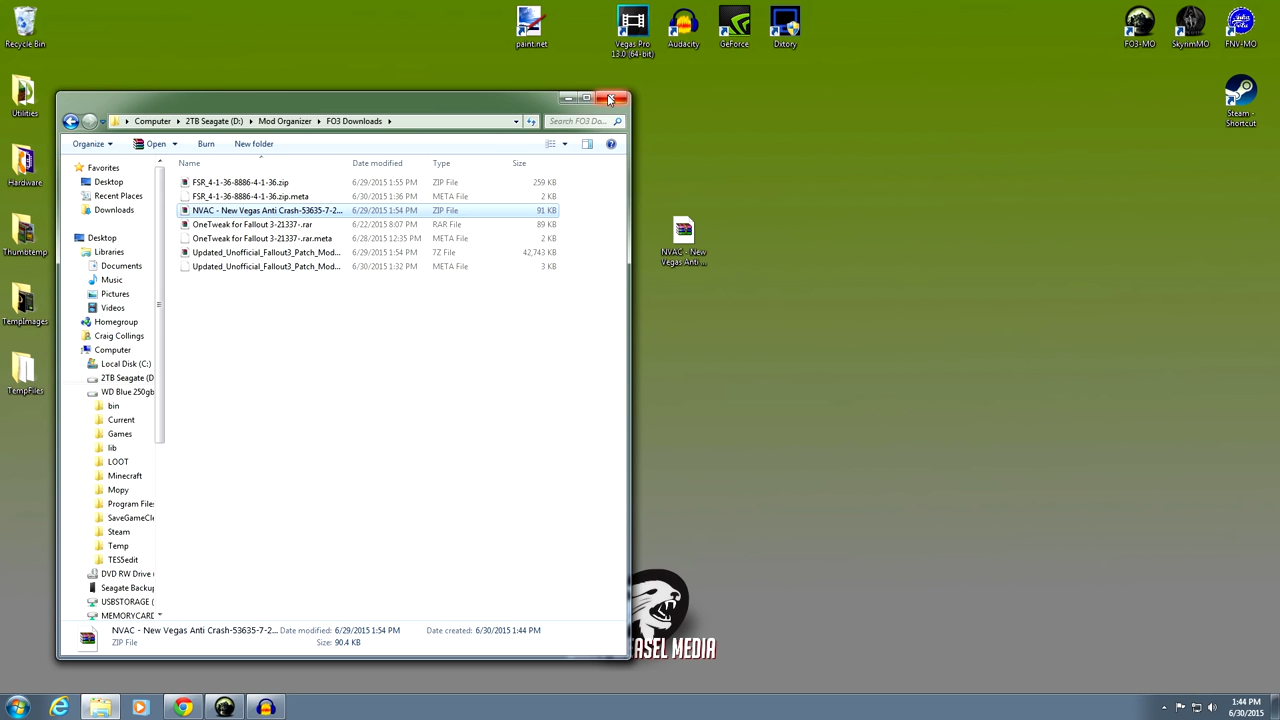 Recycle Bin
paint.net
Vegas Pro
13.0 (64-bit)
Audacity
GeForce
Dxtory
FO3-MO
SkyrimMO
FNV-MO
Utilities
Hardware
Thumbtemp
TempImages
TempFiles
Steam -
Shortcut
NVAC - New
Vegas Anti ...
Computer
2TB Seagate (D:)
Mod Organizer
FO3 Downloads
Search FO3 Do...
Organize
Open
Burn
New folder
Name
Date modified
Type
Size
FSR_4-1-36-8886-4-1-36.zip 6/29/2015 1:55 PM ZIP File 259 KB
FSR_4-1-36-8886-4-1-36.zip.meta 6/30/2015 1:36 PM META File 2 KB
NVAC - New Vegas Anti Crash-53635-7-2... 6/29/2015 1:54 PM ZIP File 91 KB
OneTweak for Fallout 3-21337-.rar 6/22/2015 8:07 PM RAR File 89 KB
OneTweak for Fallout 3-21337-.rar.meta 6/28/2015 12:35 PM META File 2 KB
Updated_Unofficial_Fallout3_Patch_Mod... 6/29/2015 1:54 PM 7Z File 42,743 KB
Updated_Unofficial_Fallout3_Patch_Mod... 6/30/2015 1:32 PM META File 3 KB
Favorites
Desktop
Recent Places
Downloads
Desktop
Libraries
Documents
Music
Pictures
Videos
Homegroup
Craig Collings
Computer
Local Disk (C:)
2TB Seagate (D
WD Blue 250gb
bin
Current
Games
lib
LOOT
Minecraft
Mopy
Program Files
SaveGameCle
Steam
Temp
TES5edit
DVD RW Drive (
Seagate Backup
USBSTORAGE (
MEMORYCARD
NVAC - New Vegas Anti Crash-53635-7-2... Date modified: 6/29/2015 1:54 PM Date created: 6/30/2015 1:44 PM
ZIP File Size: 90.4 KB
ASEL MEDIA
1:44 PM
6/30/2015